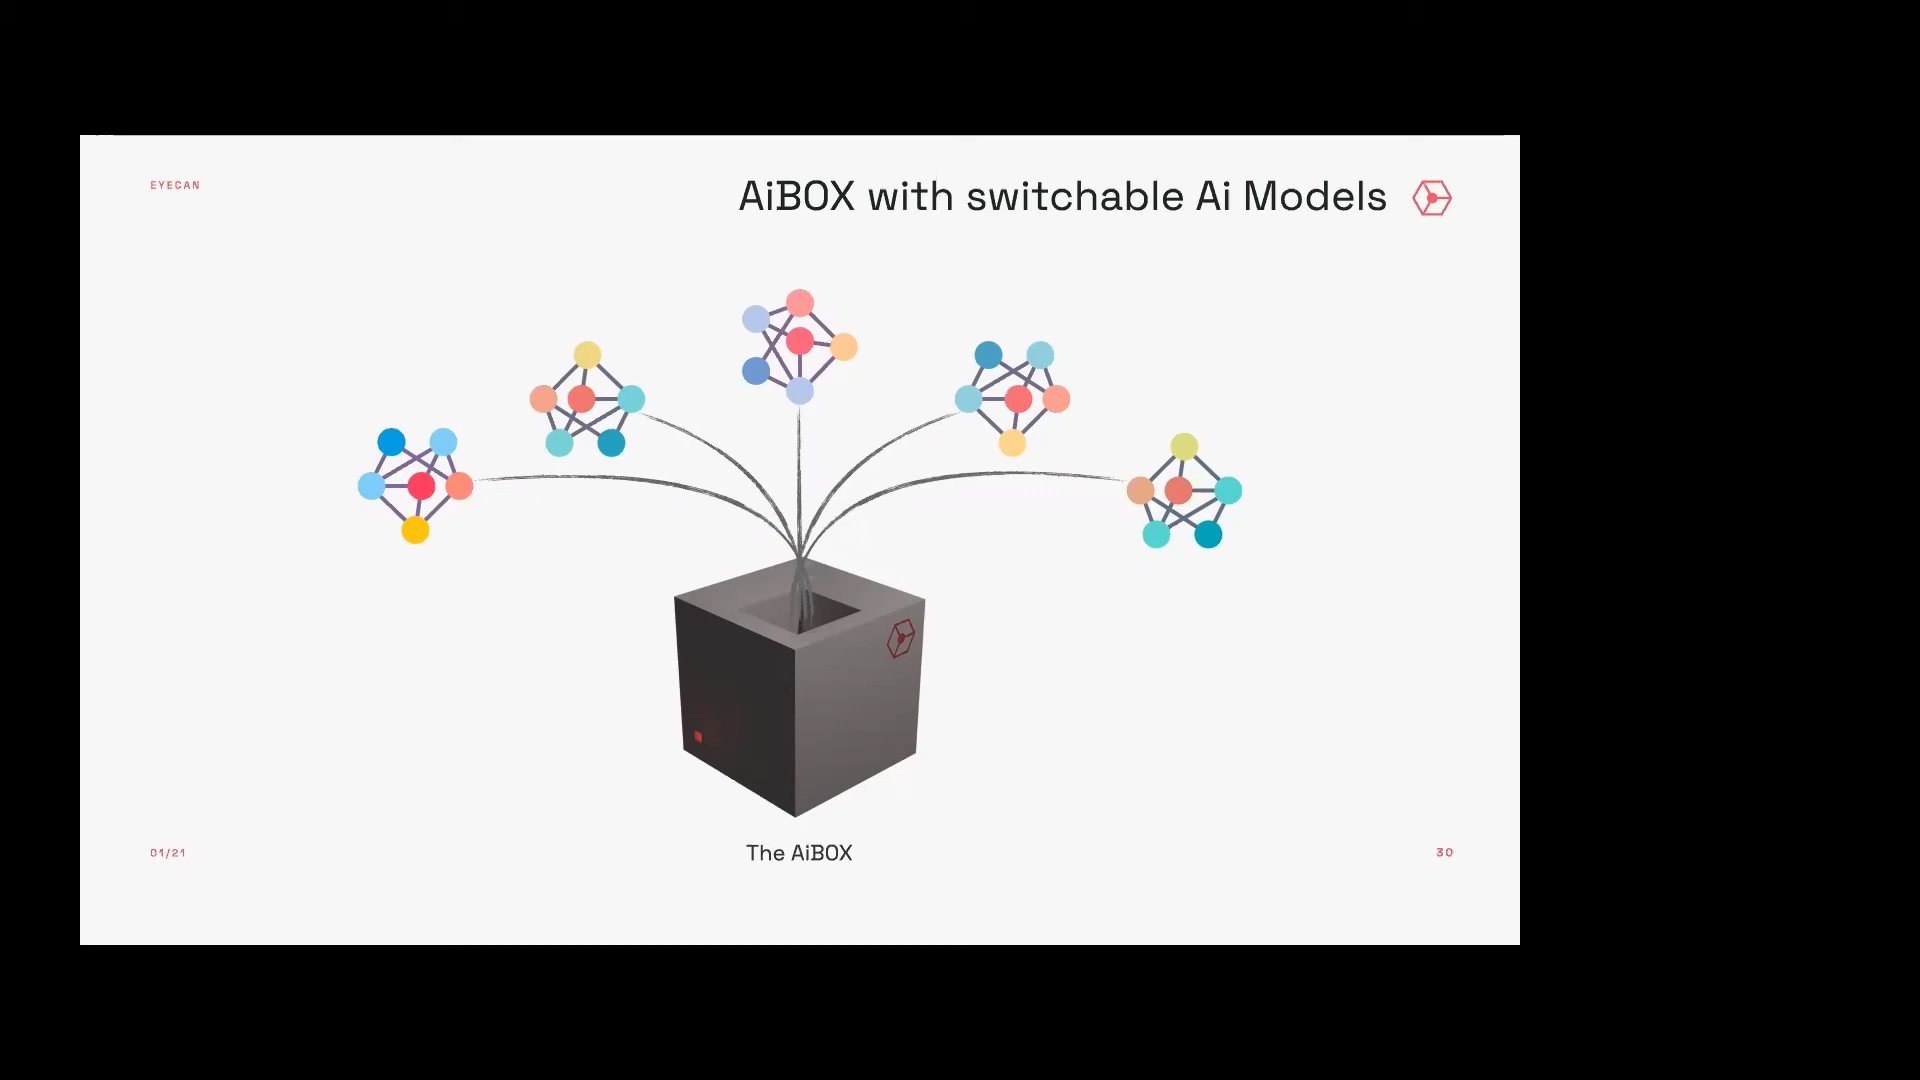 EYECAN
AiBOX with switchable Ai Models
The AiBOX
01/21
30